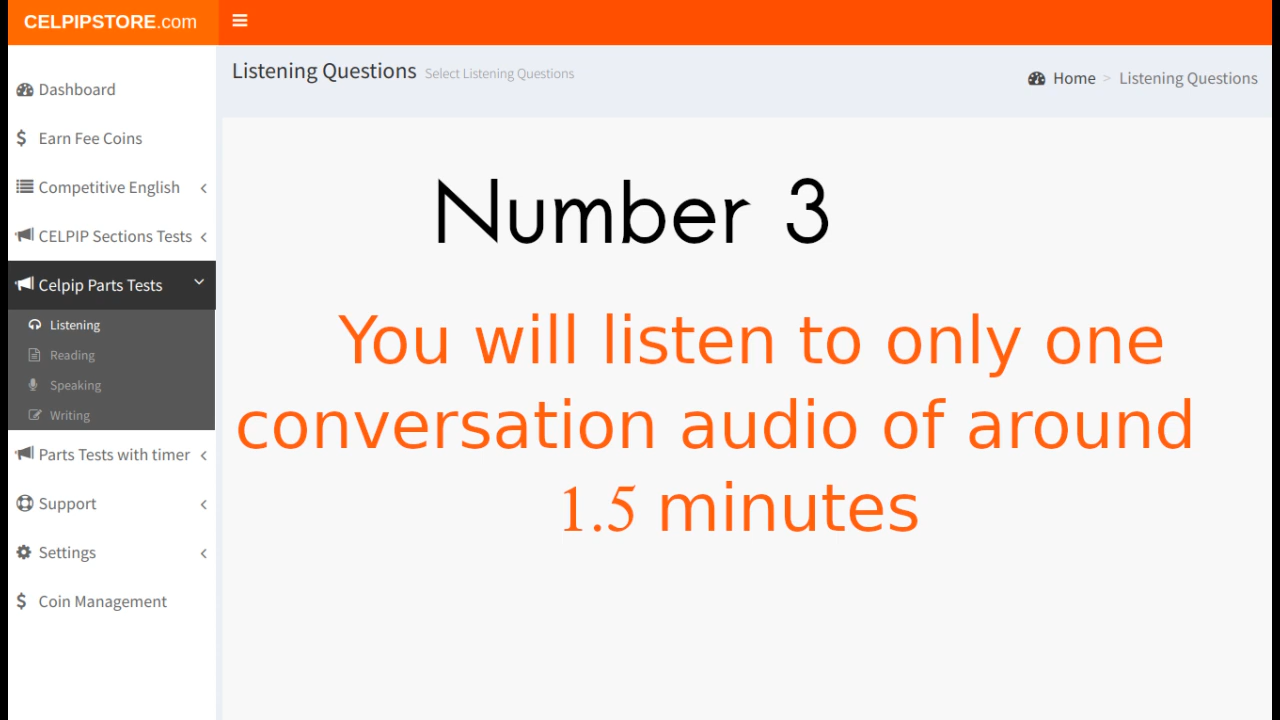 CELPIPSTORE.com
Listening Questions Select Listening Questions
Home > Listening Questions
Dashboard
Earn Fee Coins
Competitive English
CELPIP Sections Tests
Celpip Parts Tests
Listening
Reading
Speaking
Writing
Parts Tests with timer
Support
Settings
Coin Management
Number 3
You will listen to only one
conversation audio of around
1.5 minutes